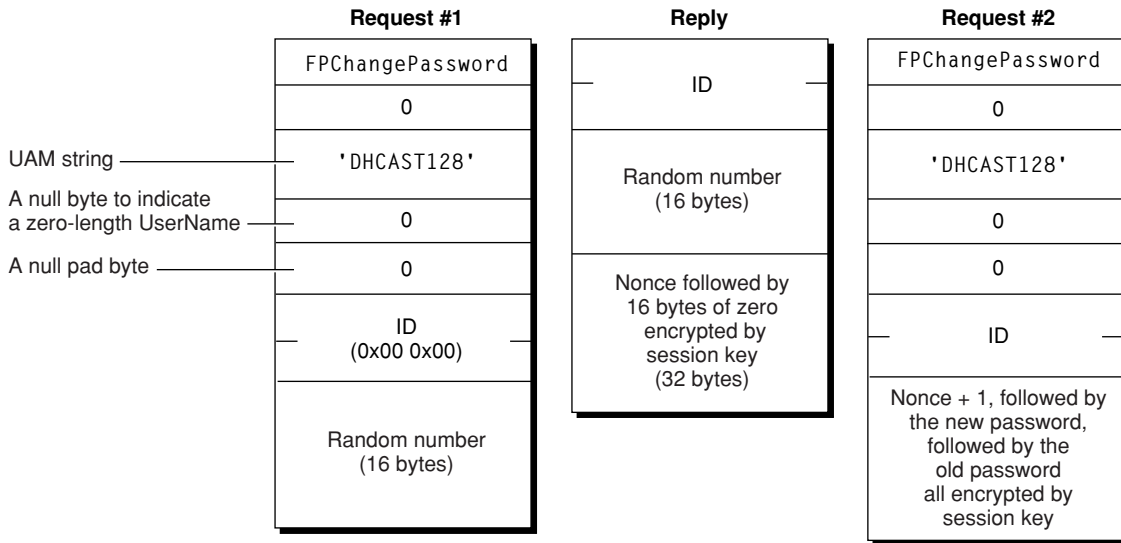 Request #1
Reply
Request #2
UAM string
A null byte to indicate
a zero-length UserName
A null pad byte
FPChangePassword
0
'DHCAST128'
0
0
ID
(0x00 0x00)
Random number
(16 bytes)
ID
Random number
(16 bytes)
Nonce followed by
16 bytes of zero
encrypted by
session key
(32 bytes)
FPChangePassword
0
'DHCAST128'
0
0
ID
Nonce + 1, followed by
the new password,
followed by the
old password
all encrypted by
session key